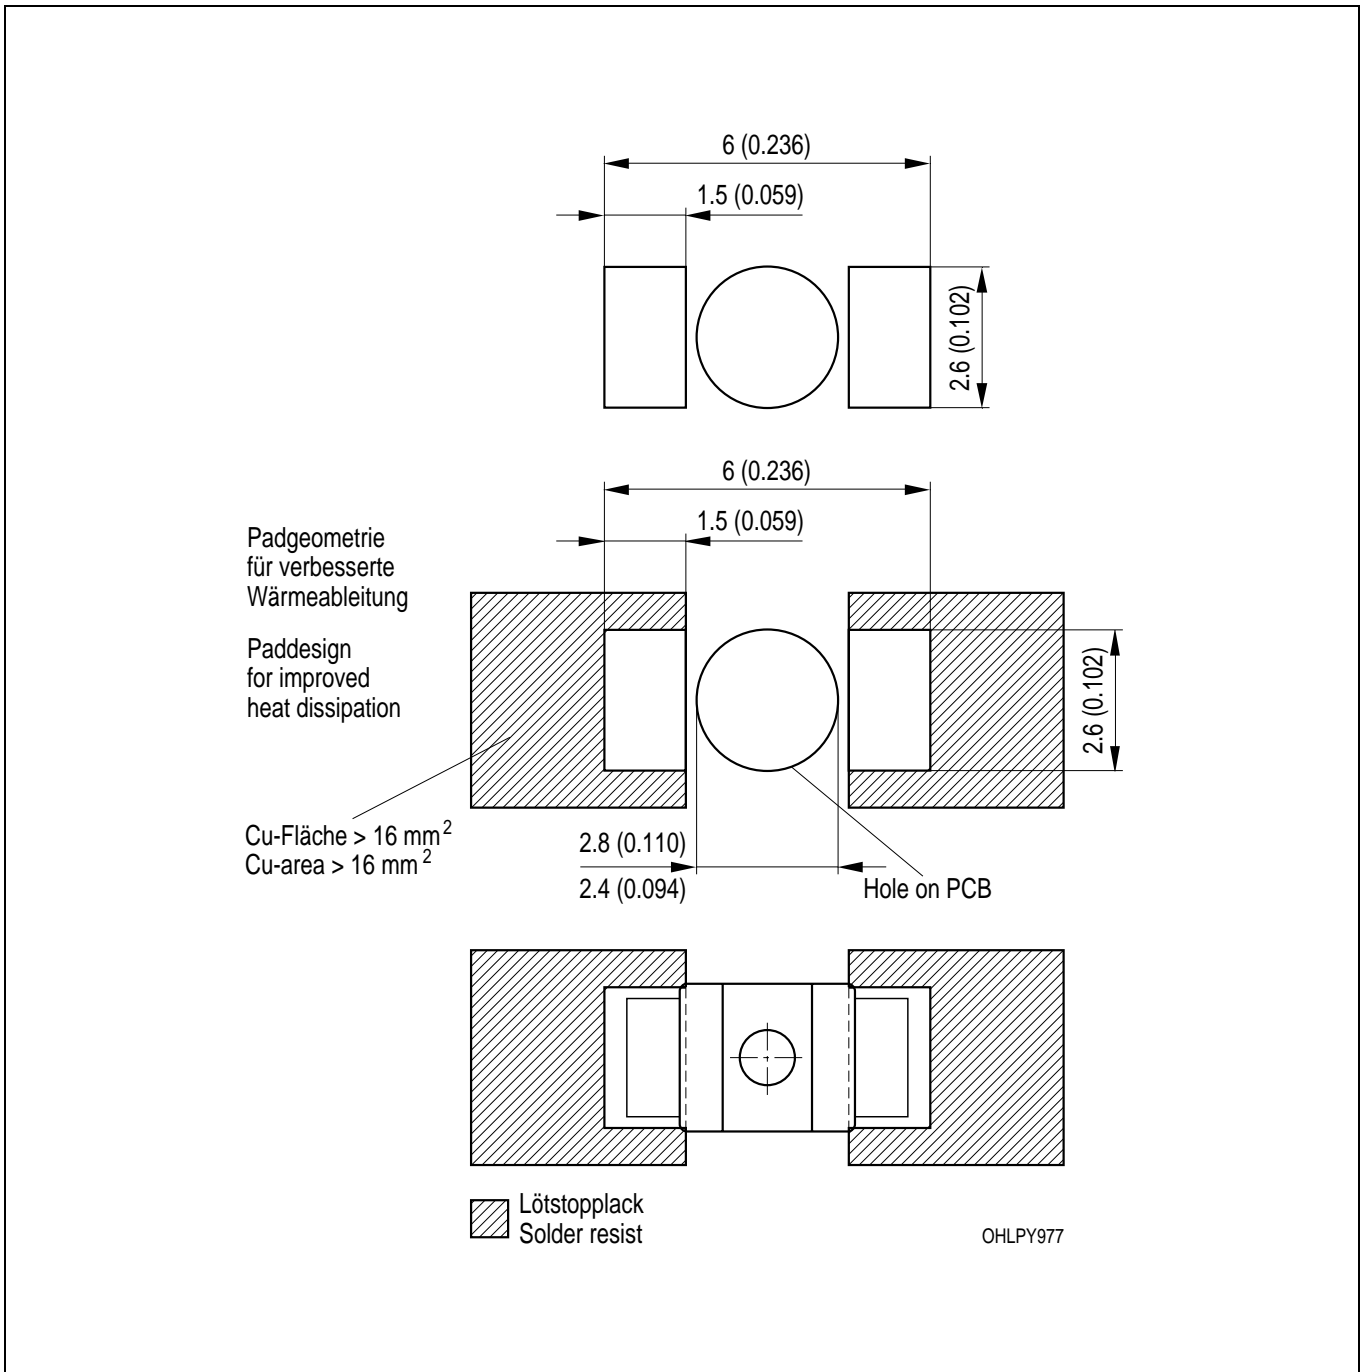 6 (0.236)
1.5 (0.059)
2.6 (0.102)
6 (0.236)
1.5 (0.059)
Padgeometrie
für verbesserte
Wärmeableitung
Paddesign
for improved
heat dissipation
2.6 (0.102)
Cu-Fläche > 16 mm²
Cu-area > 16 mm²
2.8 (0.110)
2.4 (0.094)
Hole on PCB
Lötstopplack
Solder resist
OHLPY977